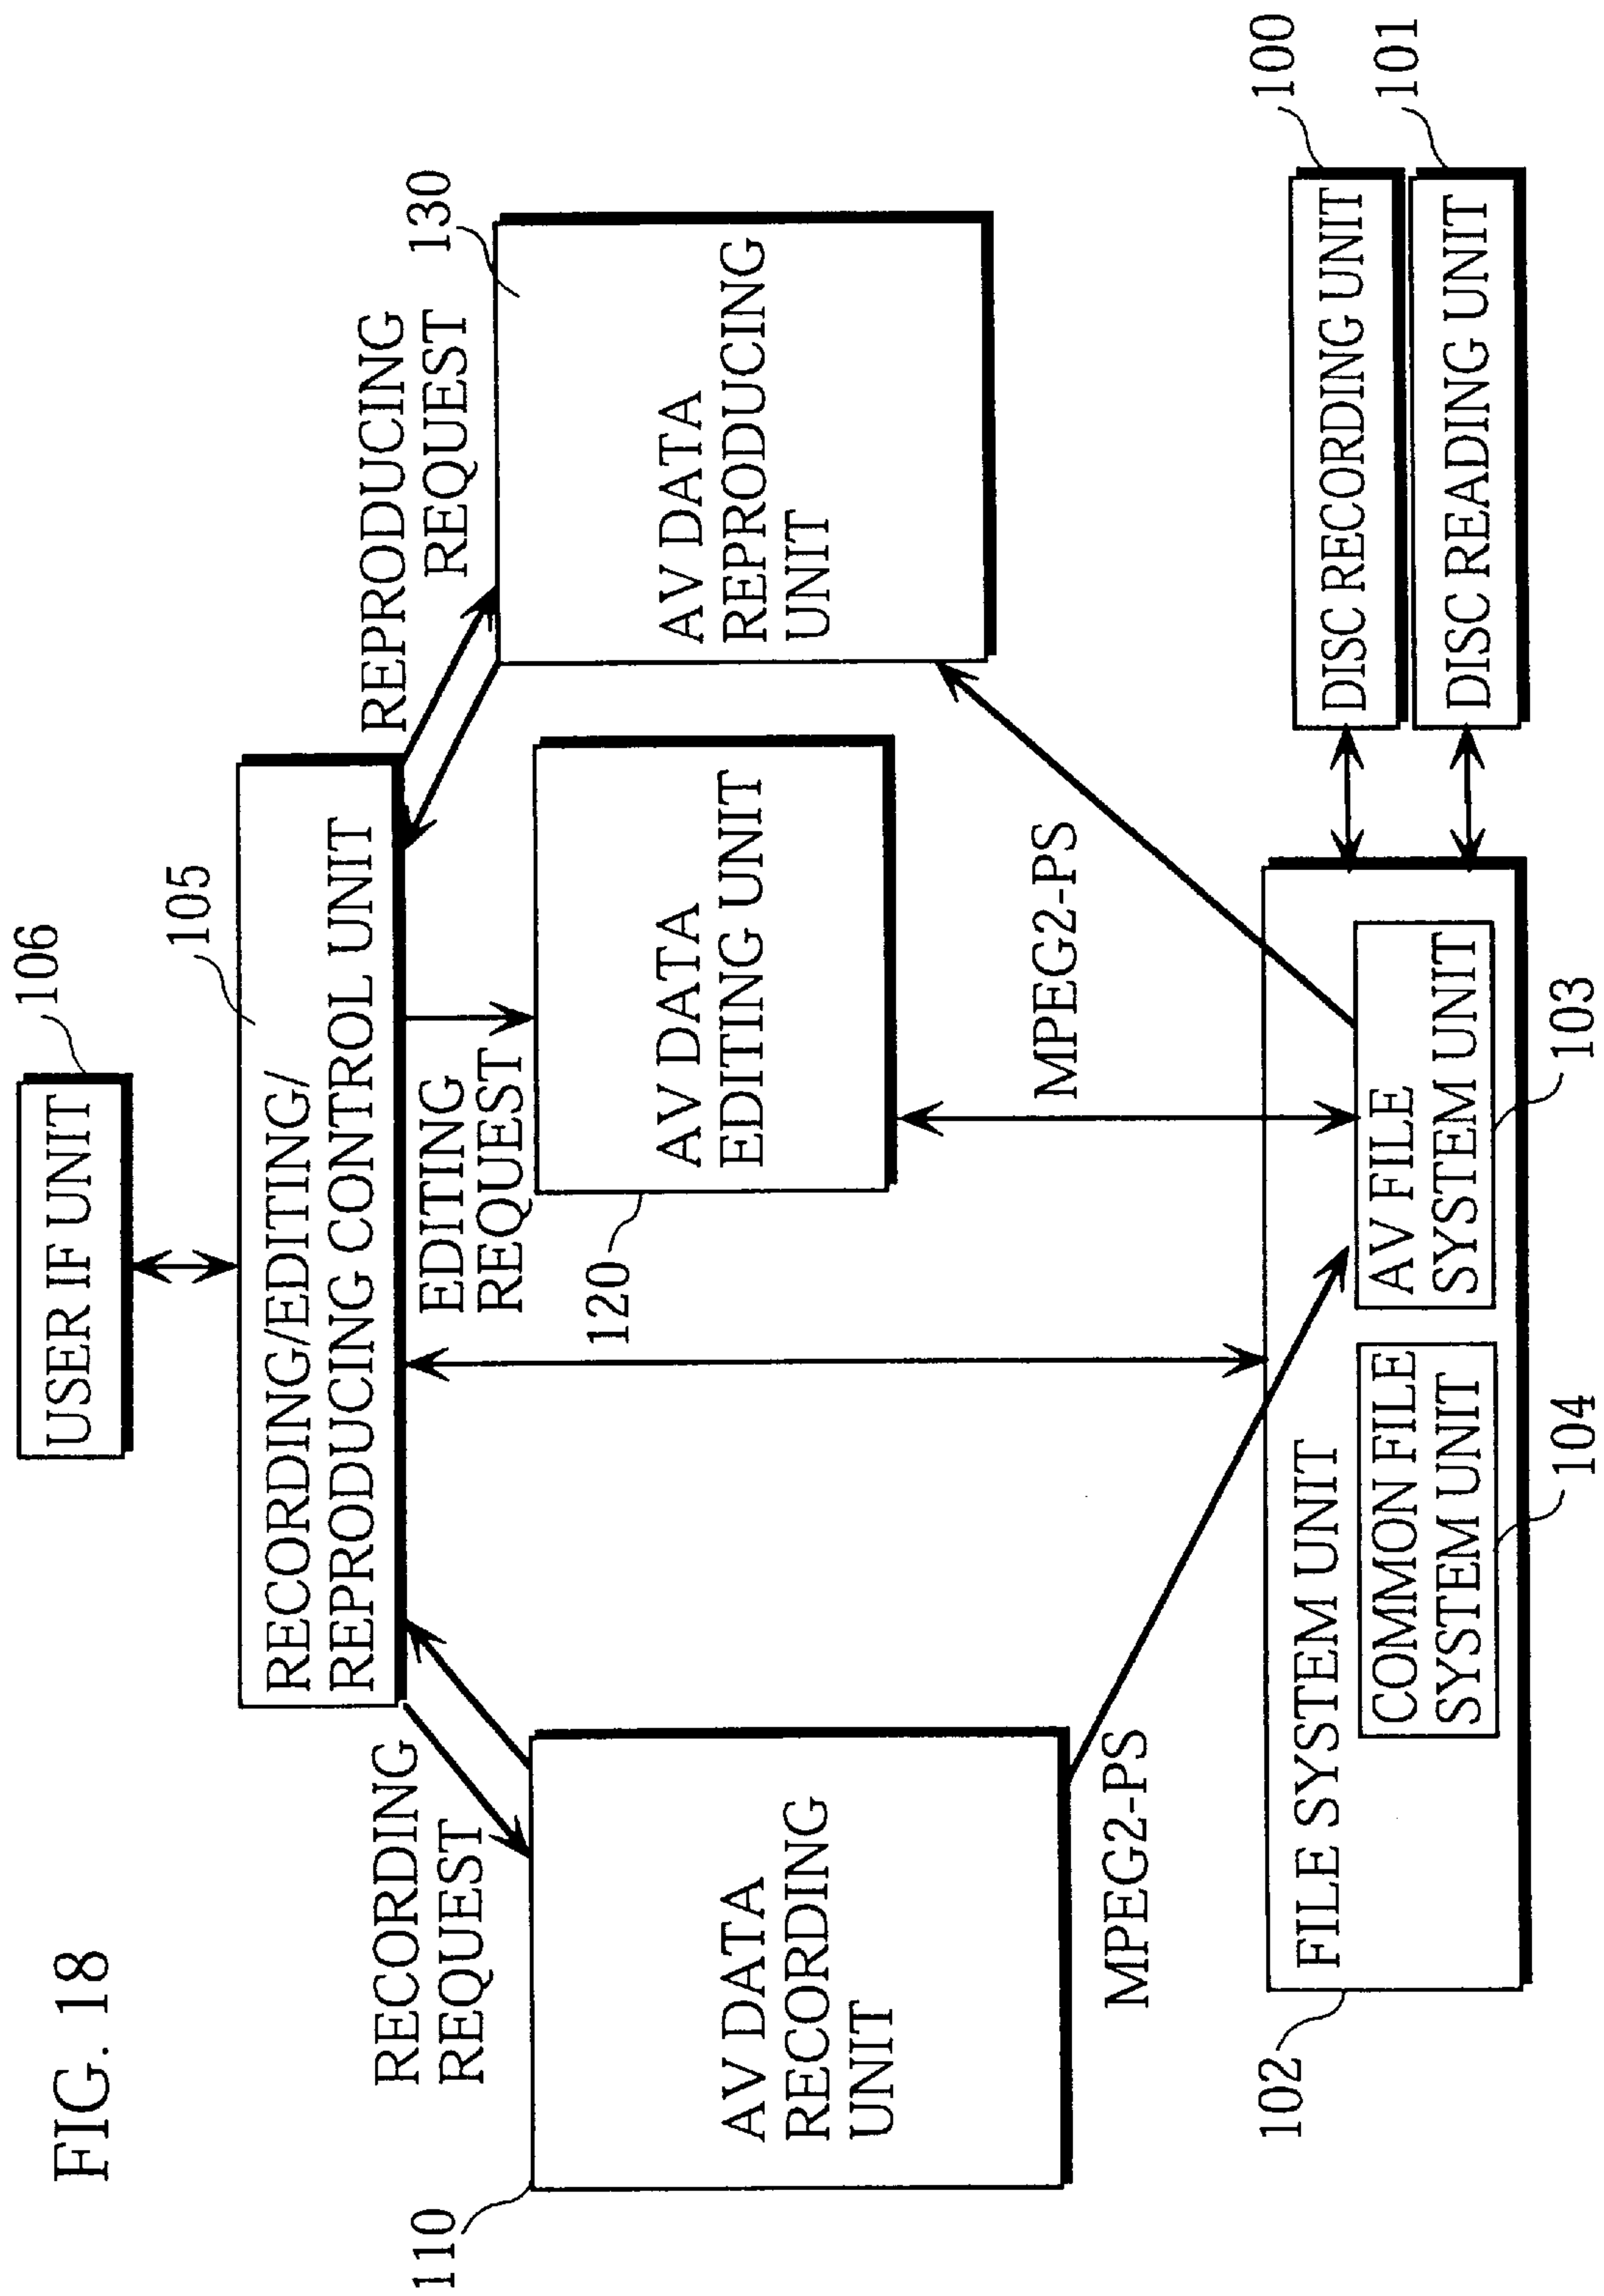 FIG. 18
USER IF UNIT
106
105
RECORDING/EDITING/
REPRODUCING CONTROL UNIT
RECORDING
REQUEST
EDITING
REQUEST
REPRODUCING
REQUEST
110
AV DATA
RECORDING
UNIT
120
AV DATA
EDITING UNIT
130
AV DATA
REPRODUCING
UNIT
MPEG2-PS
MPEG2-PS
102
FILE SYSTEM UNIT
COMMON FILE
SYSTEM UNIT
104
AV FILE
SYSTEM UNIT
103
DISC RECORDING UNIT
100
DISC READING UNIT
101